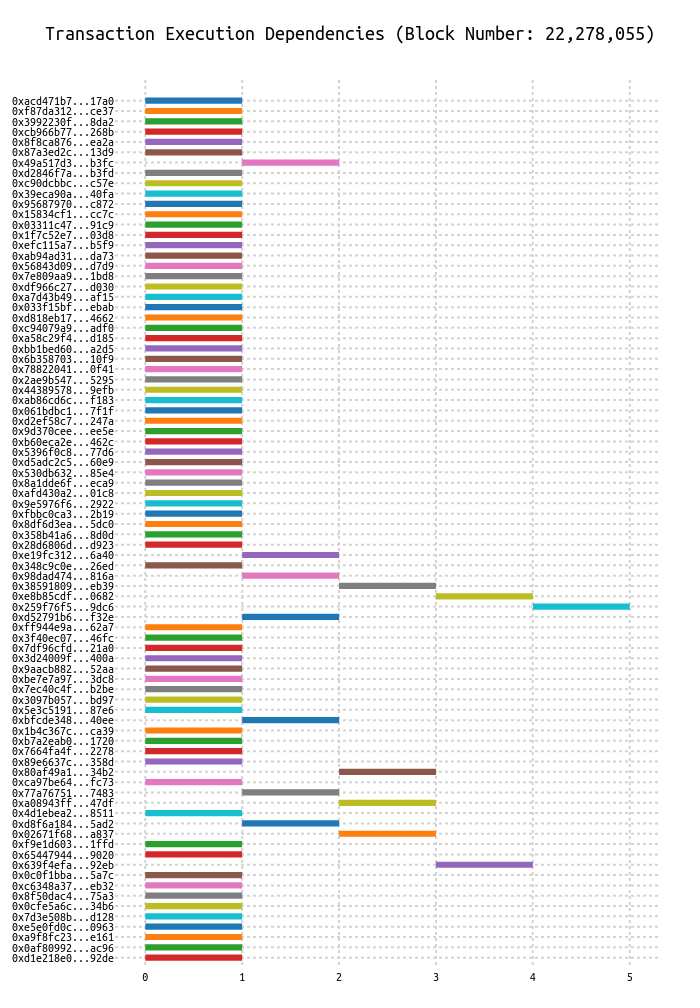 Transaction Execution Dependencies (Block Number: 22,278,055)
0xacd471b7...17a0
0xf87da312...ce37
0x3992230f...8da2
0xcb966b77...268b
0x8f8ca876...ea2a
0x87a3ed2c...13d9
0x49a517d3...b3fc
0xd2846f7a...b3fd
0xc90dcbbc...c57e
0x39eca90a...40fa
0x95687970...c872
0x15834cf1...cc7c
0x03311c47...91c9
0x1f7c52e7...03d8
0xefc115a7...b5f9
0xab94ad31...da73
0x56843d09...d7d9
0x7e809aa9...1bd8
0xdf966c27...d030
0xa7d43b49...af15
0x033f15bf...ebab
0xd818eb17...4662
0xc94079a9...adf0
0xa58c29f4...d185
0xbb1bed60...a2d5
0x6b358703...10f9
0x78822041...0f41
0x2ae9b547...5295
0x44389578...9efb
0xab86cd6c...f183
0x061bdbc1...7f1f
0xd2ef58c7...247a
0x9d370cee...ee5e
0xb60eca2e...462c
0x5396f0c8...77d6
0xd5adc2c5...60e9
0x530db632...85e4
0x8a1dde6f...eca9
0xafd430a2...01c8
0x9e5976f6...2922
0xfbbc0ca3...2b19
0x8df6d3ea...5dc0
0x358b41a6...8d0d
0x28d6806d...d923
0xe19fc312...6a40
0x348c9c0e...26ed
0x98dad474...816a
0x38591809...eb39
0xe8b85cdf...0682
0x259f76f5...9dc6
0xd52791b6...f32e
0xff944e9a...62a7
0x3f40ec07...46fc
0x7df96cfd...21a0
0x3d24009f...400a
0x9aacb882...52aa
0xbe7e7a97...3dc8
0x7ec40c4f...b2be
0x3097b057...bd97
0x5e3c5191...87e6
0xbfcde348...40ee
0x1b4c367c...ca39
0xb7a2eab0...1720
0x7664fa4f...2278
0x89e6637c...358d
0x80af49a1...34b2
0xca97be64...fc73
0x77a76751...7483
0xa08943ff...47df
0x4d1ebea2...8511
0xd8f6a184...5ad2
0x02671f68...a837
0xf9e1d603...1ffd
0x65447944...9020
0x639f4efa...92eb
0x0c0f1bba...5a7c
0xc6348a37...eb32
0x8f50dac4...75a3
0x0cfe5a6c...34b6
0x7d3e508b...d128
0xe5e0fd0c...0963
0xa9f8fc23...e161
0x0af80992...ac96
0xd1e218e0...92de
0 1 2 3 4 5